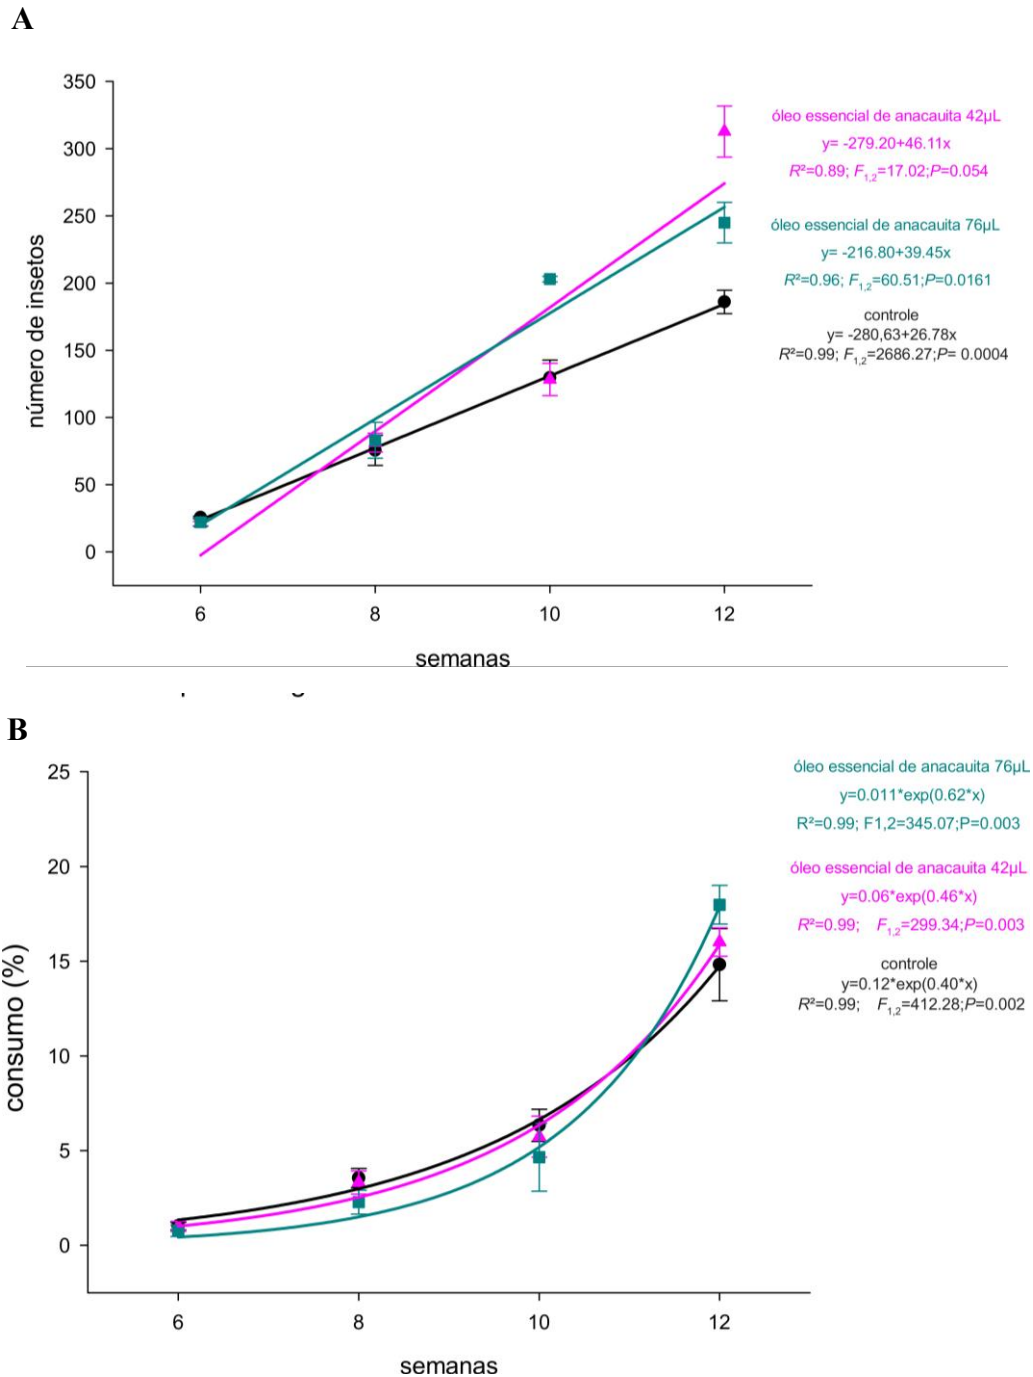 A
350
300
250
200
150
100
50
0
número de insetos
6 8 10 12
semanas
óleo essencial de anacauita 42µL
y= -279.20+46.11x
R²=0.89; F1,2=17.02;P=0.054
óleo essencial de anacauita 76µL
y= -216.80+39.45x
R²=0.96; F1,2=60.51;P=0.0161
controle
y= -280,63+26.78x
R²=0.99; F1,2=2686.27;P= 0.0004
B
25
20
15
10
5
0
consumo (%)
6 8 10 12
semanas
óleo essencial de anacauita 76µL
y=0.011*exp(0.62*x)
R²=0.99; F1,2=345.07;P=0.003
óleo essencial de anacauita 42µL
y=0.06*exp(0.46*x)
R²=0.99; F1,2=299.34;P=0.003
controle
y=0.12*exp(0.40*x)
R²=0.99; F1,2=412.28;P=0.002